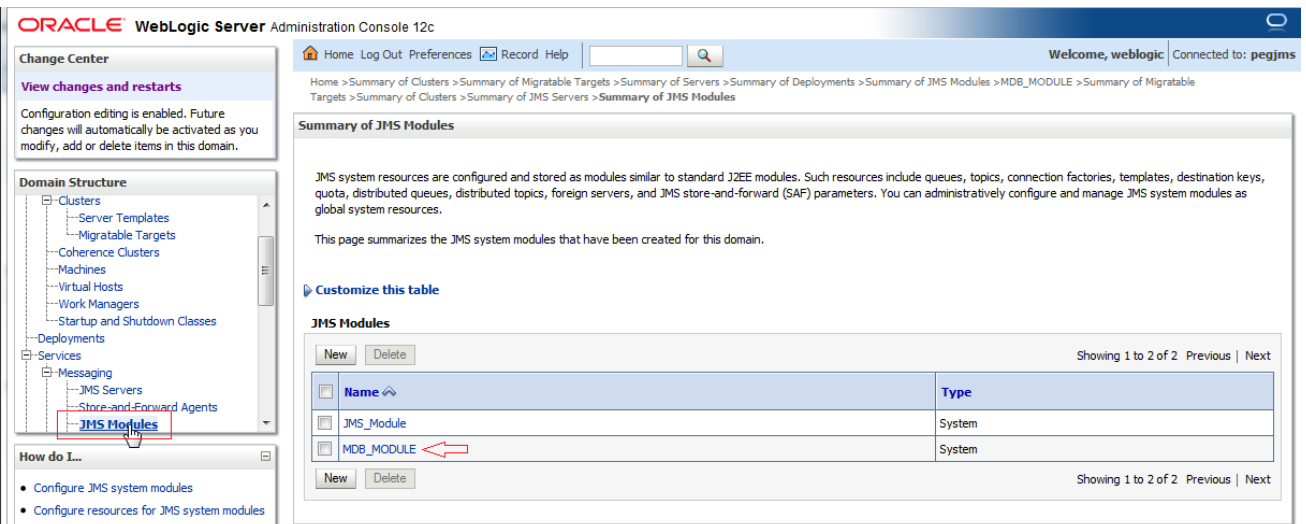 ORACLE WebLogic Server Administration Console 12c
Change Center
View changes and restarts
Configuration editing is enabled. Future
changes will automatically be activated as you
modify, add or delete items in this domain.
Domain Structure
Clusters
Server Templates
Migratable Targets
Coherence Clusters
Machines
Virtual Hosts
Work Managers
Startup and Shutdown Classes
Deployments
Services
Messaging
JMS Servers
Store-and-Forward Agents
JMS Modules
How do I...
Configure JMS system modules
Configure resources for JMS system modules
Home Log Out Preferences Record Help
Welcome, weblogic Connected to: pegjms
Home >Summary of Clusters >Summary of Migratable Targets >Summary of Servers >Summary of Deployments >Summary of JMS Modules >MDB_MODULE >Summary of Migratable
Targets >Summary of Clusters >Summary of JMS Servers >Summary of JMS Modules
Summary of JMS Modules
JMS system resources are configured and stored as modules similar to standard J2EE modules. Such resources include queues, topics, connection factories, templates, destination keys,
quota, distributed queues, distributed topics, foreign servers, and JMS store-and-forward (SAF) parameters. You can administratively configure and manage JMS system modules as
global system resources.
This page summarizes the JMS system modules that have been created for this domain.
Customize this table
JMS Modules
New Delete Showing 1 to 2 of 2 Previous | Next
Name Type
JMS_Module System
MDB_MODULE System
New Delete Showing 1 to 2 of 2 Previous | Next